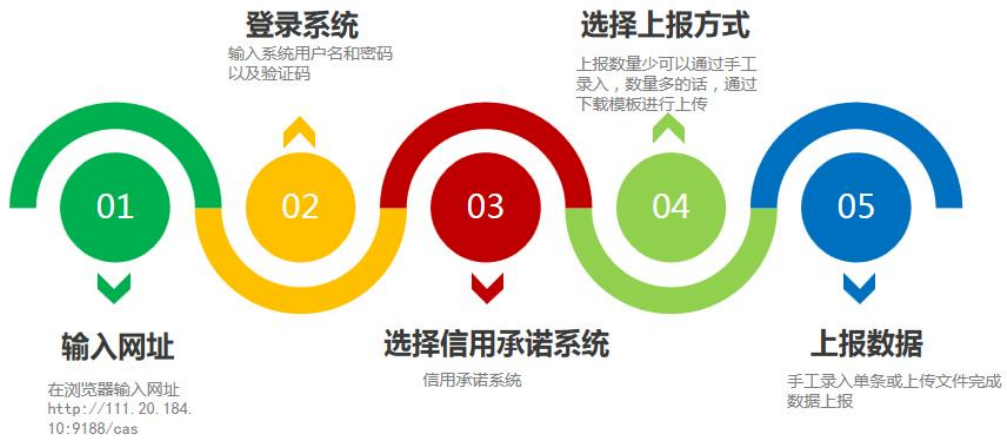 登录系统
输入系统用户名和密码
以及验证码
选择上报方式
上报数量少可以通过手工
录入，数量多的话，通过
下载模板进行上传
01
02
03
04
05
输入网址
在浏览器输入网址
http://111.20.184.
10:9188/cas
选择信用承诺系统
信用承诺系统
上报数据
手工录入单条或上传文件完成
数据上报